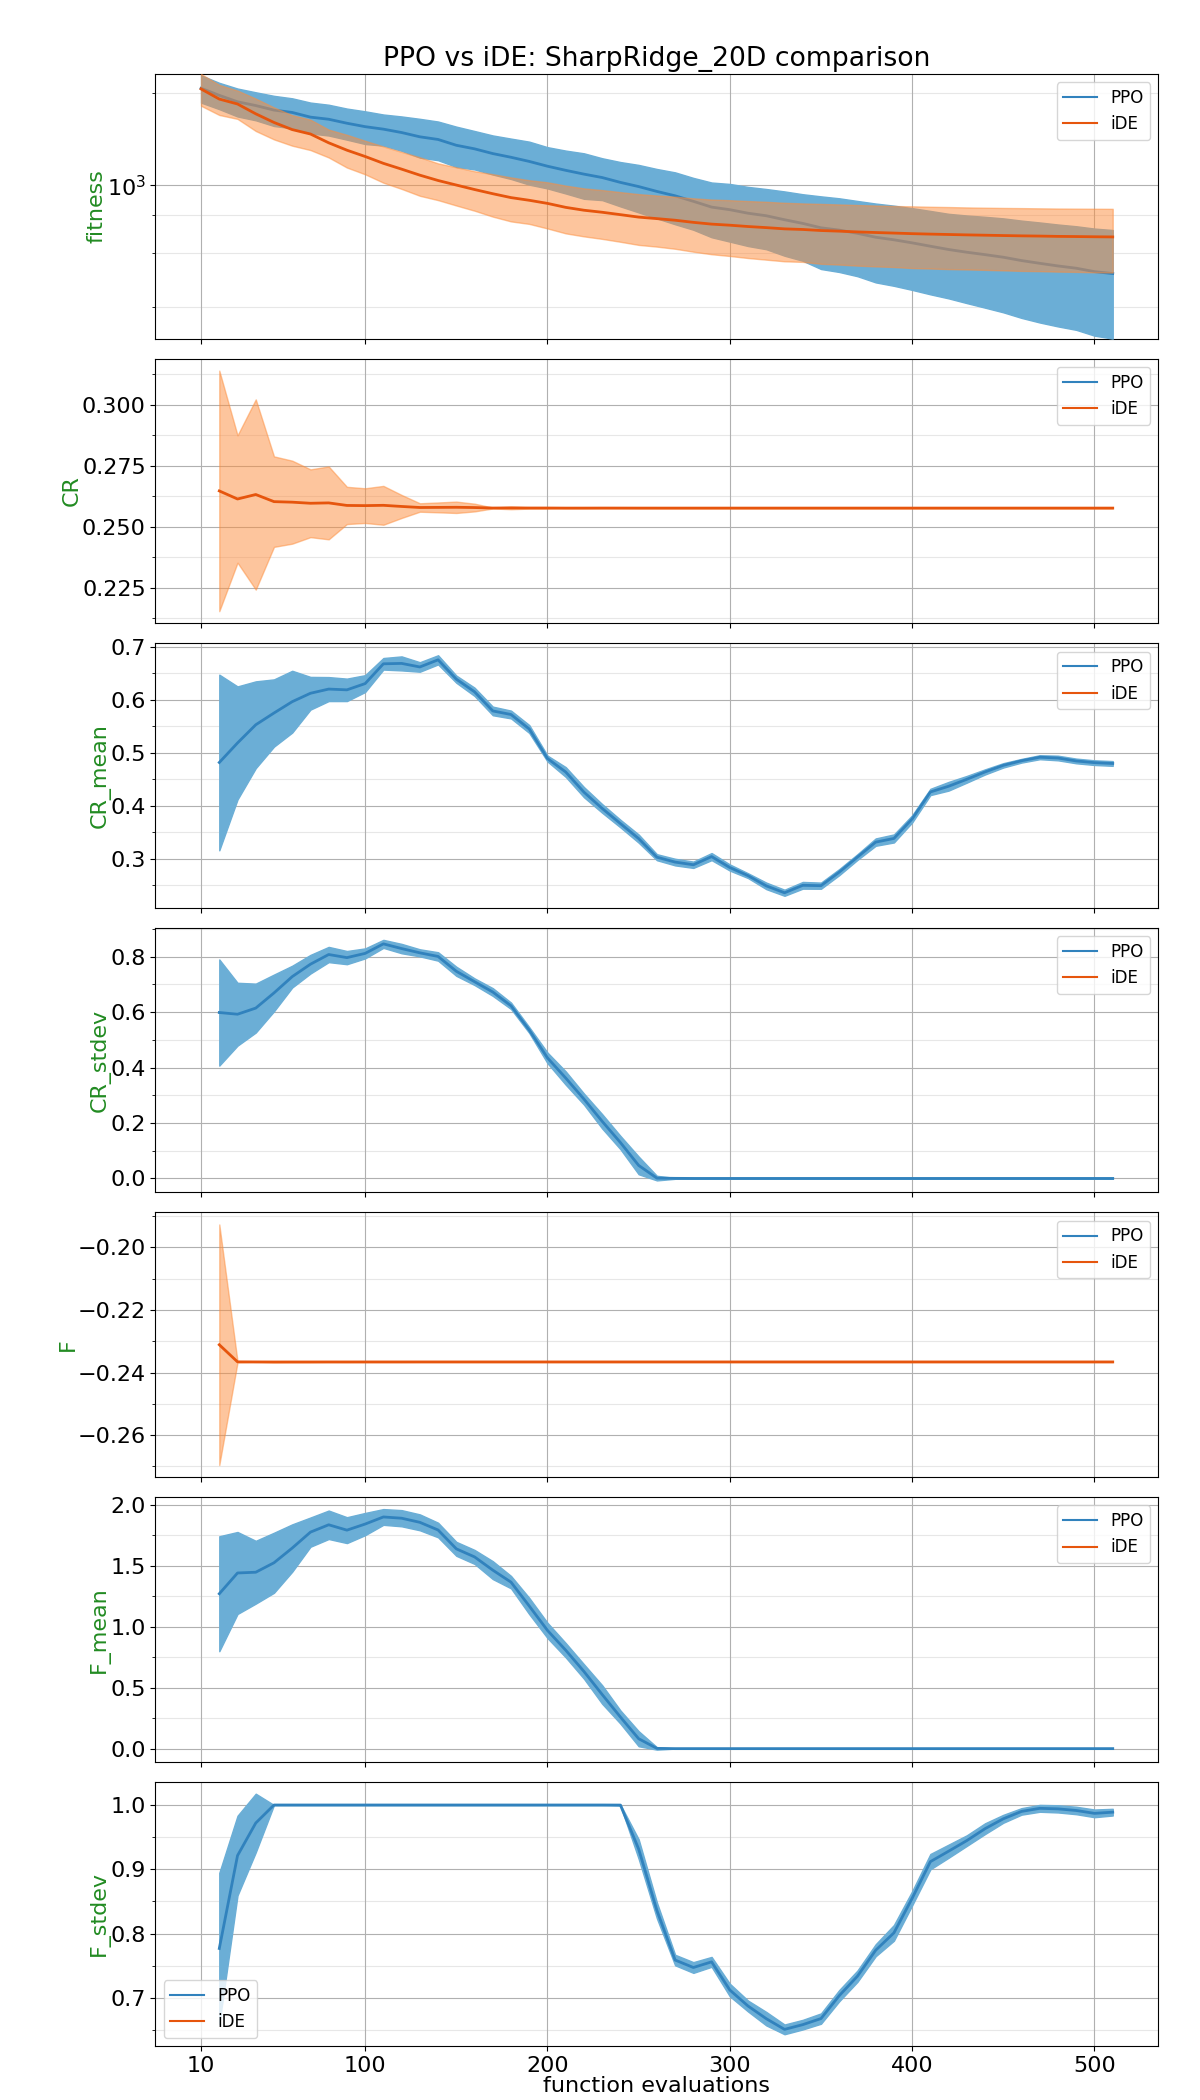 PPO vs iDE: SharpRidge_20D comparison
fitness
10³
PPO
iDE
CR
0.300
0.275
0.250
0.225
PPO
iDE
CR_mean
0.7
0.6
0.5
0.4
0.3
PPO
iDE
CR_stdev
0.8
0.6
0.4
0.2
0.0
PPO
iDE
F
−0.20
−0.22
−0.24
−0.26
PPO
iDE
F_mean
2.0
1.5
1.0
0.5
0.0
PPO
iDE
F_stdev
1.0
0.9
0.8
0.7
PPO
iDE
10 100 200 300 400 500
function evaluations